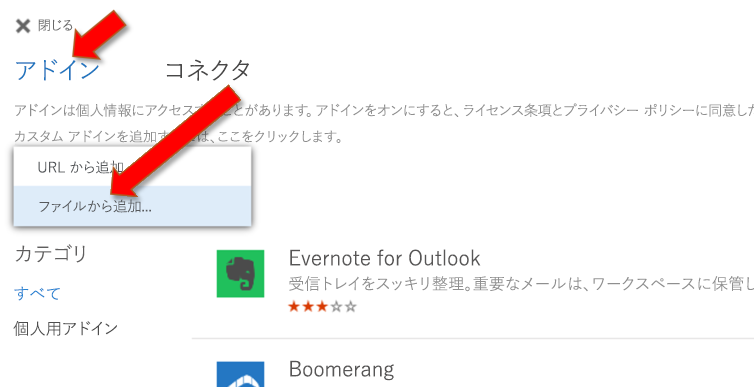 閉じる
アドイン
コネクタ
アドインは個人情報にアクセスすることがあります。アドインをオンにすると、ライセンス条項とプライバシー ポリシーに同意した
カスタム アドインを追加するには、ここをクリックします。
URL から追加...
ファイルから追加...
カテゴリ
すべて
個人用アドイン
Evernote for Outlook
受信トレイをスッキリ整理。重要なメールは、ワークスペースに保管し
Boomerang